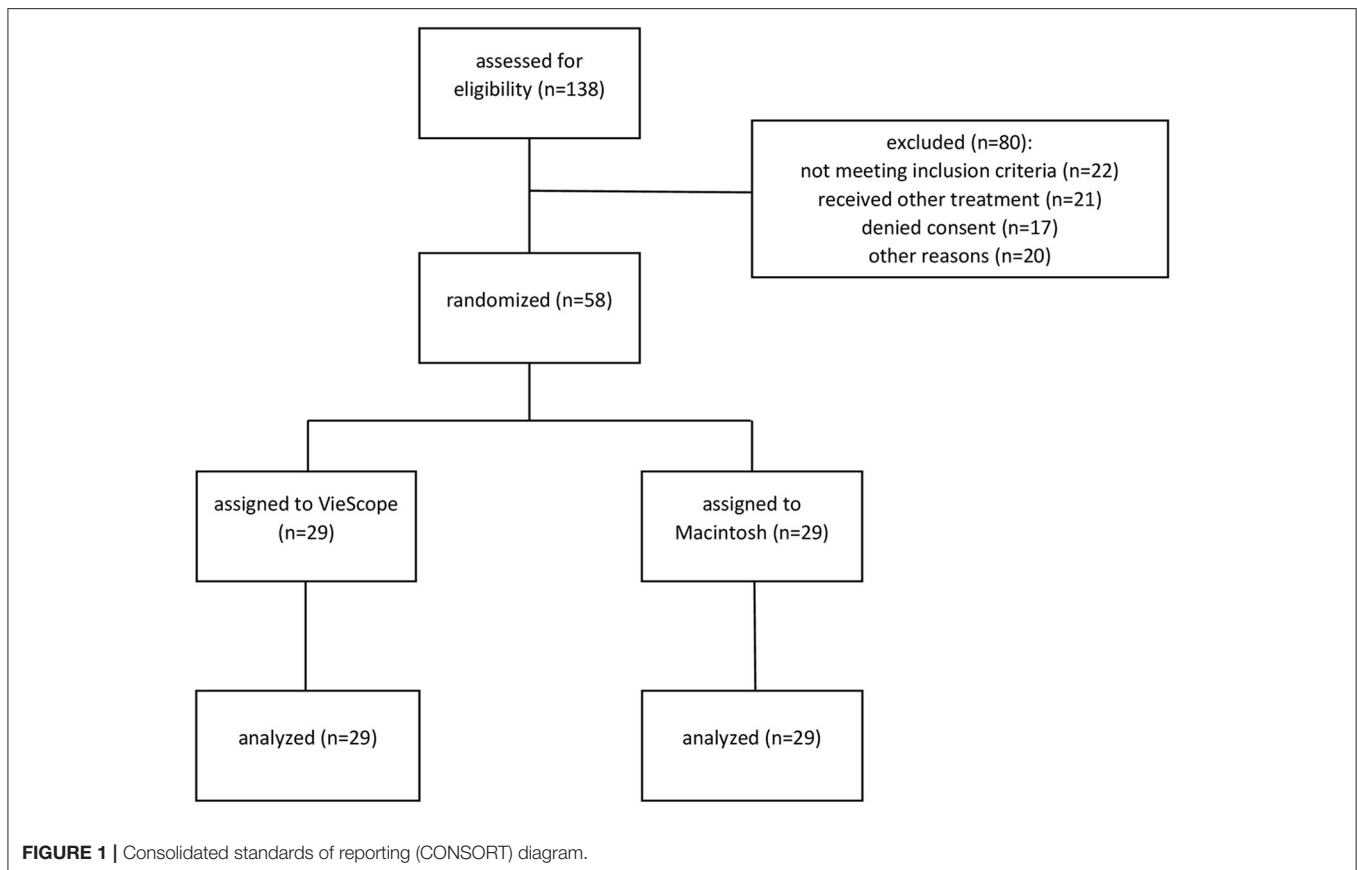 assessed for
eligibility (n=138)
excluded (n=80):
not meeting inclusion criteria (n=22)
received other treatment (n=21)
denied consent (n=17)
other reasons (n=20)
randomized (n=58)
assigned to VieScope
(n=29)
assigned to
Macintosh (n=29)
analyzed (n=29)
analyzed (n=29)
FIGURE 1 | Consolidated standards of reporting (CONSORT) diagram.